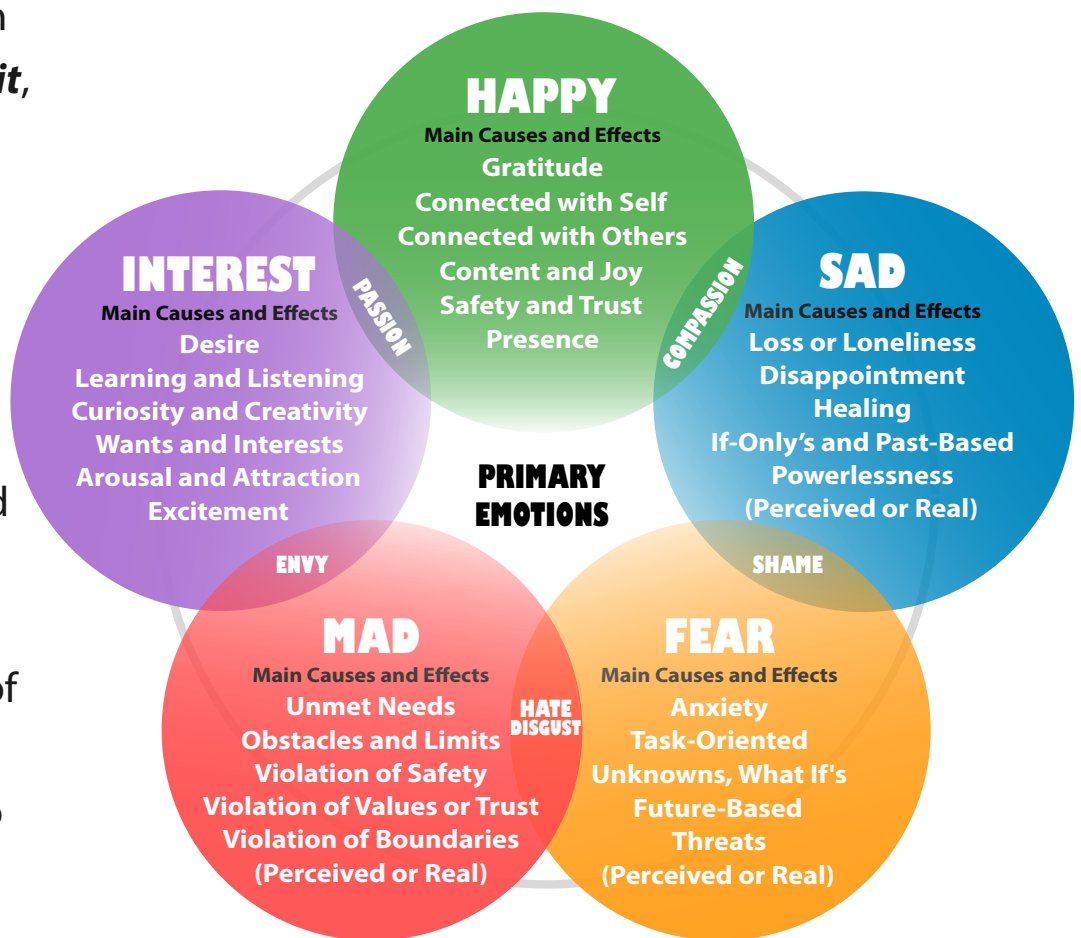 it,
HAPPY
Main Causes and Effects
Gratitude
Connected with Self
Connected with Others
Content and Joy
Safety and Trust
Presence
INTEREST
Main Causes and Effects
Desire
Learning and Listening
Curiosity and Creativity
Wants and Interests
Arousal and Attraction
Excitement
PASSION
COMPASSION
SAD
Main Causes and Effects
Loss or Loneliness
Disappointment
Healing
If-Only's and Past-Based
Powerlessness
(Perceived or Real)
PRIMARY
EMOTIONS
ENVY
SHAME
MAD
Main Causes and Effects
Unmet Needs
Obstacles and Limits
Violation of Safety
Violation of Values or Trust
Violation of Boundaries
(Perceived or Real)
HATE
DISGUST
FEAR
Main Causes and Effects
Anxiety
Task-Oriented
Unknowns, What If's
Future-Based
Threats
(Perceived or Real)
of